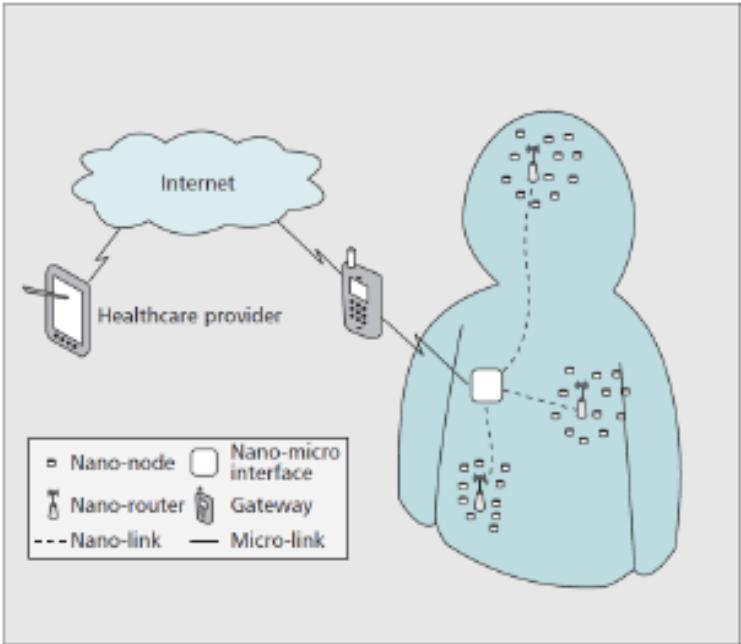 Internet
Healthcare provider
Nano-node
Nano-micro
interface
Nano-router
Gateway
Nano-link
Micro-link